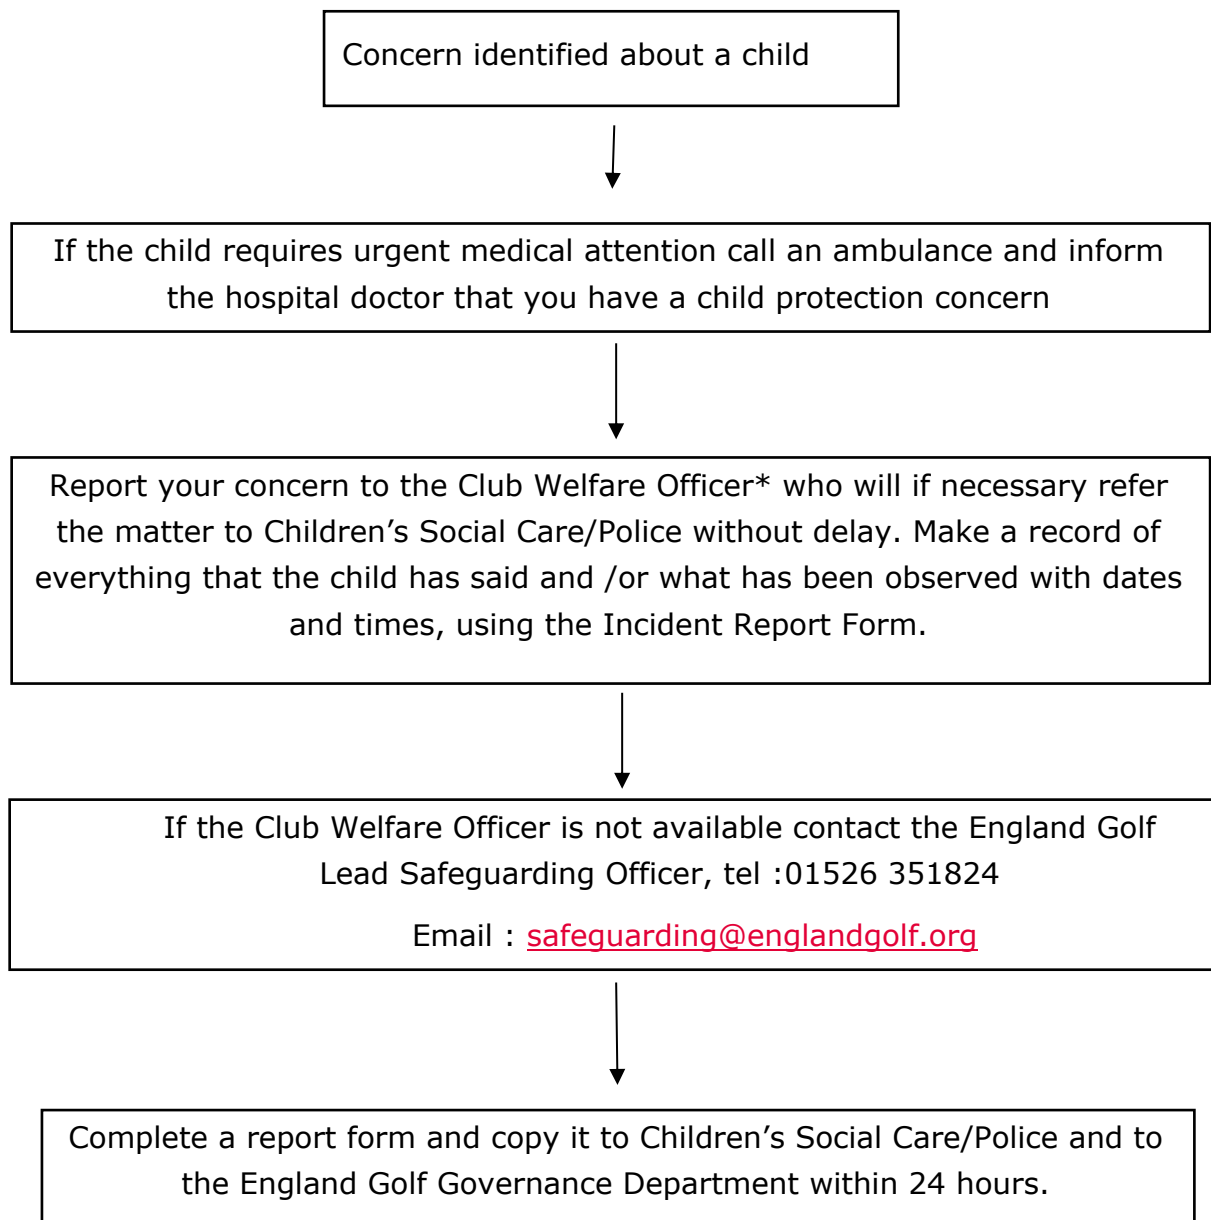 Concern identified about a child
If the child requires urgent medical attention call an ambulance and inform
the hospital doctor that you have a child protection concern
Report your concern to the Club Welfare Officer* who will if necessary refer
the matter to Children’s Social Care/Police without delay. Make a record of
everything that the child has said and /or what has been observed with dates
and times, using the Incident Report Form.
If the Club Welfare Officer is not available contact the England Golf
Lead Safeguarding Officer, tel :01526 351824
Email : safeguarding@englandgolf.org
Complete a report form and copy it to Children’s Social Care/Police and to
the England Golf Governance Department within 24 hours.